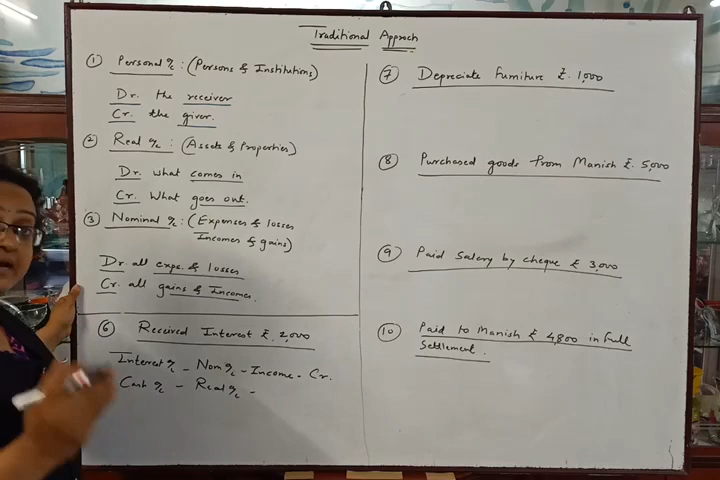 Traditional Approch
① Personal a/c : (Persons & Institutions)
Dr. the receiver
Cr. the giver.
② Real a/c : (Assets & Properties)
Dr. what comes in
Cr. What goes out.
③ Nominal a/c : (Expenses & losses
Incomes & gains)
Dr. all exps. & losses
Cr. all gains & Incomes.
⑥ Received Interest ₹. 2,000
Interest a/c - Nom a/c - Income - Cr.
Cash a/c - Real a/c -
⑦ Depreciate Furniture ₹. 1,000
⑧ Purchased goods from Manish ₹. 5,000
⑨ Paid Salary by cheque ₹ 3,000
⑩ Paid to Manish ₹ 4,800 in full
Settlement.